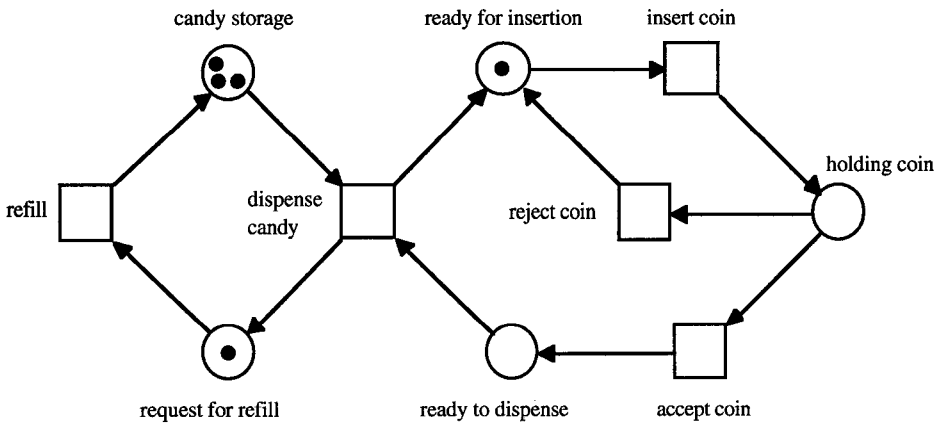 candy storage
ready for insertion
insert coin
holding coin
refill
dispense
candy
reject coin
request for refill
ready to dispense
accept coin